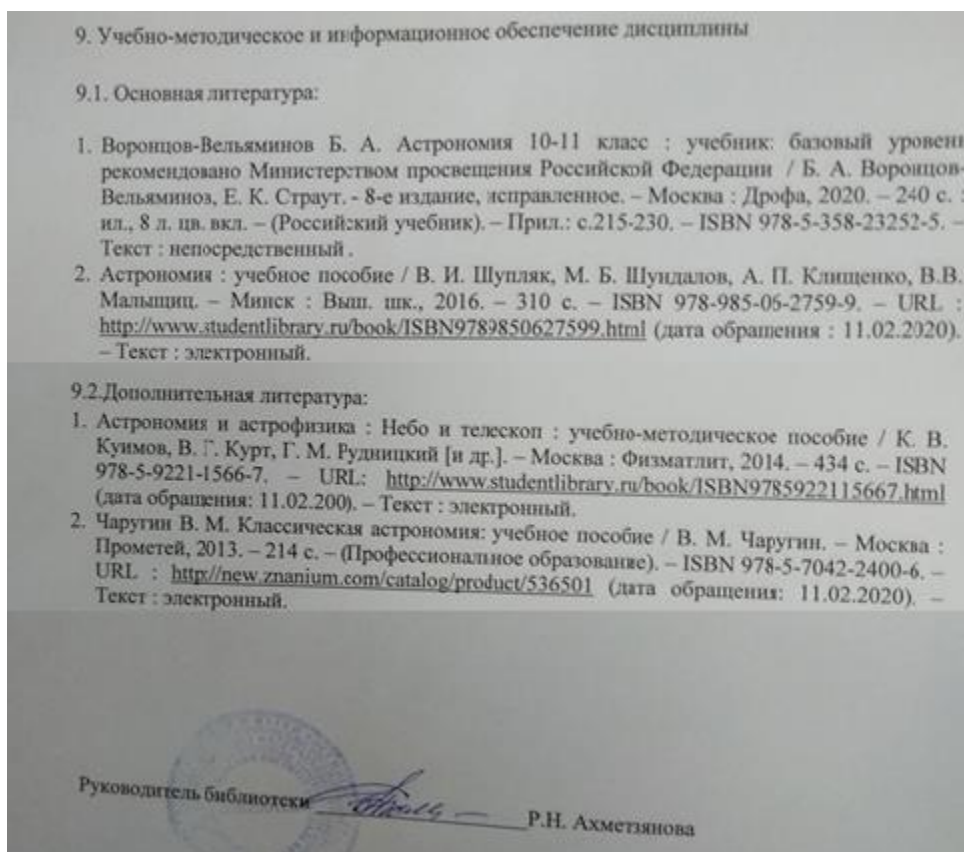 9. Учебно-методическое и информационное обеспечение дисциплины
9.1. Основная литература:
1. Воронцов-Вельяминов Б. А. Астрономия 10-11 класс : учебник: базовый уровень
рекомендовано Министерством просвещения Российской Федерации / Б. А. Воронцов-
Вельяминов, Е. К. Страут. - 8-е издание, исправленное. – Москва : Дрофа, 2020. – 240 с. :
ил., 8 л. цв. вкл. – (Российский учебник). – Прил.: с.215-230. – ISBN 978-5-358-23252-5. –
Текст : непосредственный .
2. Астрономия : учебное пособие / В. И. Шупляк, М. Б. Шундалов, А. П. Клищенко, В.В.
Малыщиц. – Минск : Выш. шк., 2016. – 310 с. – ISBN 978-985-06-2759-9. – URL :
http://www.studentlibrary.ru/book/ISBN9789850627599.html (дата обращения : 11.02.2020).
– Текст : электронный.
9.2.Дополнительная литература:
1. Астрономия и астрофизика : Небо и телескоп : учебно-методическое пособие / К. В.
Куимов, В. Г. Курт, Г. М. Рудницкий [и др.]. – Москва : Физматлит, 2014. – 434 с. – ISBN
978-5-9221-1566-7. – URL: http://www.studentlibrary.ru/book/ISBN9785922115667.html
(дата обращения: 11.02.200). – Текст : электронный.
2. Чаругин В. М. Классическая астрономия: учебное пособие / В. М. Чаругин. – Москва :
Прометей, 2013. – 214 с. – (Профессиональное образование). – ISBN 978-5-7042-2400-6. –
URL : http://new.znanium.com/catalog/product/536501 (дата обращения: 11.02.2020). –
Текст : электронный.
Руководитель библиотеки Р.Н. Ахметзянова